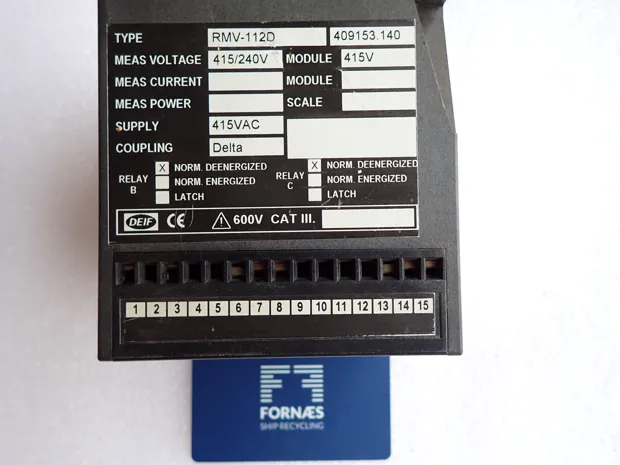 TYPE RMV-112D 409153.140
MEAS VOLTAGE 415/240V MODULE 415V
MEAS CURRENT MODULE
MEAS POWER SCALE
SUPPLY 415VAC
COUPLING Delta
RELAY B X NORM. DEENERGIZED RELAY C X NORM. DEENERGIZED
NORM. ENERGIZED NORM. ENERGIZED
LATCH LATCH
DEIF CE 600V CAT III.
1 2 3 4 5 6 7 8 9 10 11 12 13 14 15
FORNÆS
SHIP RECYCLING